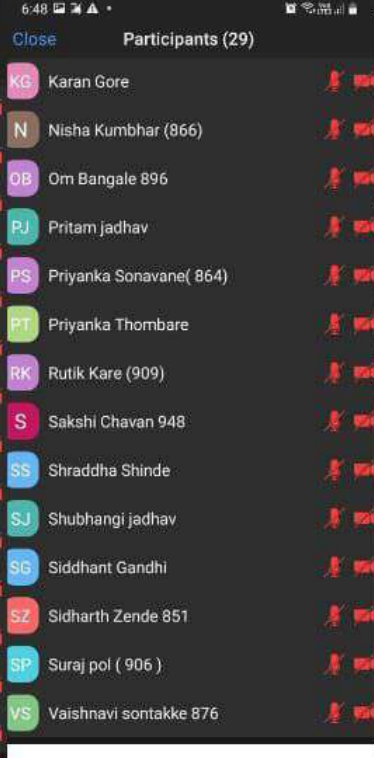 6:48
Close Participants (29)
KG Karan Gore
N Nisha Kumbhar (866)
OB Om Bangale 896
PJ Pritam jadhav
PS Priyanka Sonavane( 864)
PT Priyanka Thombare
RK Rutik Kare (909)
S Sakshi Chavan 948
SS Shraddha Shinde
SJ Shubhangi jadhav
SG Siddhant Gandhi
SZ Sidharth Zende 851
SP Suraj pol ( 906 )
VS Vaishnavi sontakke 876